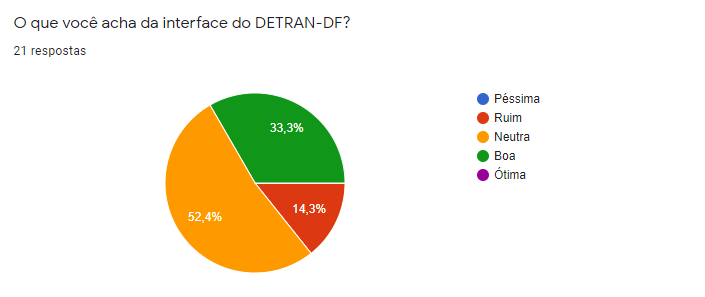 O que você acha da interface do DETRAN-DF?
21 respostas
33,3%
14,3%
52,4%
Péssima
Ruim
Neutra
Boa
Ótima